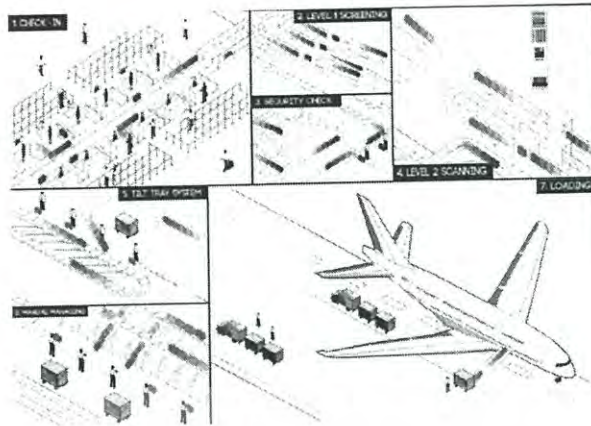 1. CHECK-IN
2. LEVEL 1 SCREENING
3. SECURITY CHECK
4. LEVEL 2 SCANNING
5. TILT TRAY SYSTEM
6. MANUAL MANAGING
7. LOADING